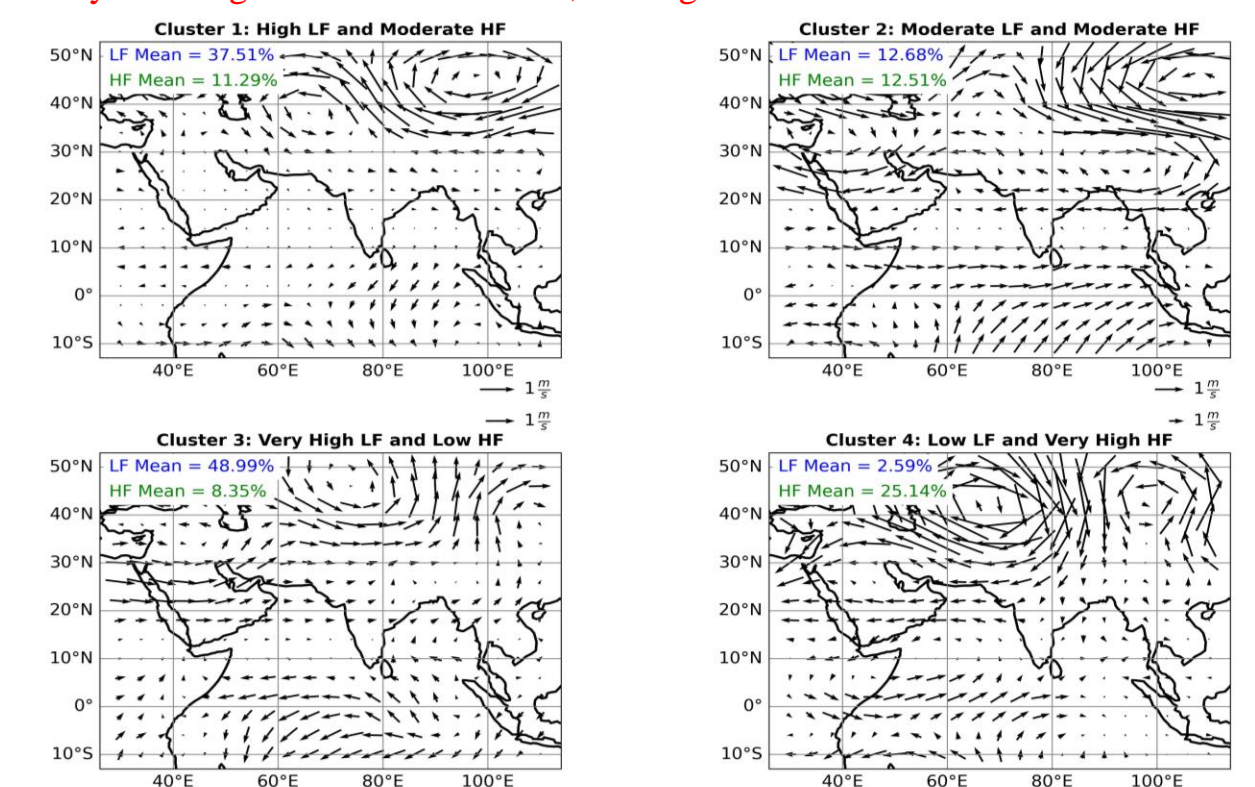 Cluster 1: High LF and Moderate HF
LF Mean = 37.51%
HF Mean = 11.29%
50°N
40°N
30°N
20°N
10°N
0°
10°S
40°E 60°E 80°E 100°E
1 m/s
Cluster 2: Moderate LF and Moderate HF
LF Mean = 12.68%
HF Mean = 12.51%
50°N
40°N
30°N
20°N
10°N
0°
10°S
40°E 60°E 80°E 100°E
1 m/s
1 m/s
Cluster 3: Very High LF and Low HF
LF Mean = 48.99%
HF Mean = 8.35%
50°N
40°N
30°N
20°N
10°N
0°
10°S
40°E 60°E 80°E 100°E
1 m/s
Cluster 4: Low LF and Very High HF
LF Mean = 2.59%
HF Mean = 25.14%
50°N
40°N
30°N
20°N
10°N
0°
10°S
40°E 60°E 80°E 100°E